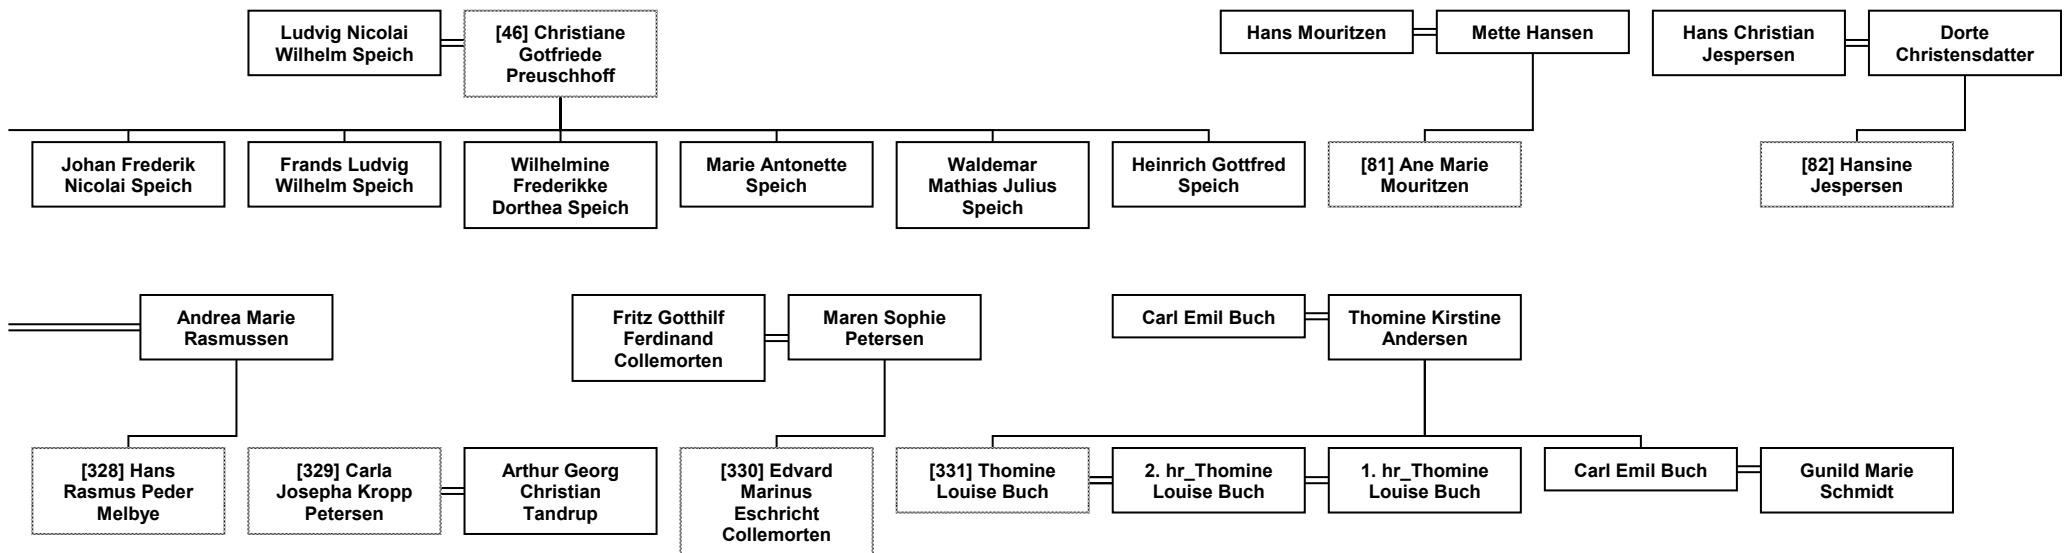 Ludvig Nicolai
Wilhelm Speich
[46] Christiane
Gotfriede
Preuschhoff
Hans Mouritzen
Mette Hansen
Hans Christian
Jespersen
Dorte
Christensdatter
Johan Frederik
Nicolai Speich
Frands Ludvig
Wilhelm Speich
Wilhelmine
Frederikke
Dorthea Speich
Marie Antonette
Speich
Waldemar
Mathias Julius
Speich
Heinrich Gottfred
Speich
[81] Ane Marie
Mouritzen
[82] Hansine
Jespersen
Andrea Marie
Rasmussen
Fritz Gotthilf
Ferdinand
Collemorten
Maren Sophie
Petersen
Carl Emil Buch
Thomine Kirstine
Andersen
[328] Hans
Rasmus Peder
Melbye
[329] Carla
Josepha Kropp
Petersen
Arthur Georg
Christian
Tandrup
[330] Edvard
Marinus
Eschricht
Collemorten
[331] Thomine
Louise Buch
2. hr_Thomine
Louise Buch
1. hr_Thomine
Louise Buch
Carl Emil Buch
Gunild Marie
Schmidt